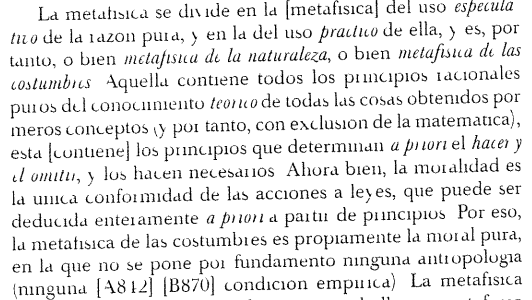 La metafísica se divide en la [metafísica] del uso especula-
tivo de la razón pura, y en la del uso práctico de ella, y es, por
tanto, o bien metafísica de la naturaleza, o bien metafísica de las
costumbres. Aquella contiene todos los principios racionales
puros del conocimiento teórico de todas las cosas obtenidos por
meros conceptos (y por tanto, con exclusión de la matemática),
ésta [contiene] los principios que determinan a priori el hacer y
el omitir, y los hacen necesarios. Ahora bien, la moralidad es
la única conformidad de las acciones a leyes, que puede ser
deducida enteramente a priori a partir de principios. Por eso,
la metafísica de las costumbres es propiamente la moral pura,
en la que no se pone por fundamento ninguna antropología
(ninguna [A842] [B870] condición empírica). La metafísica